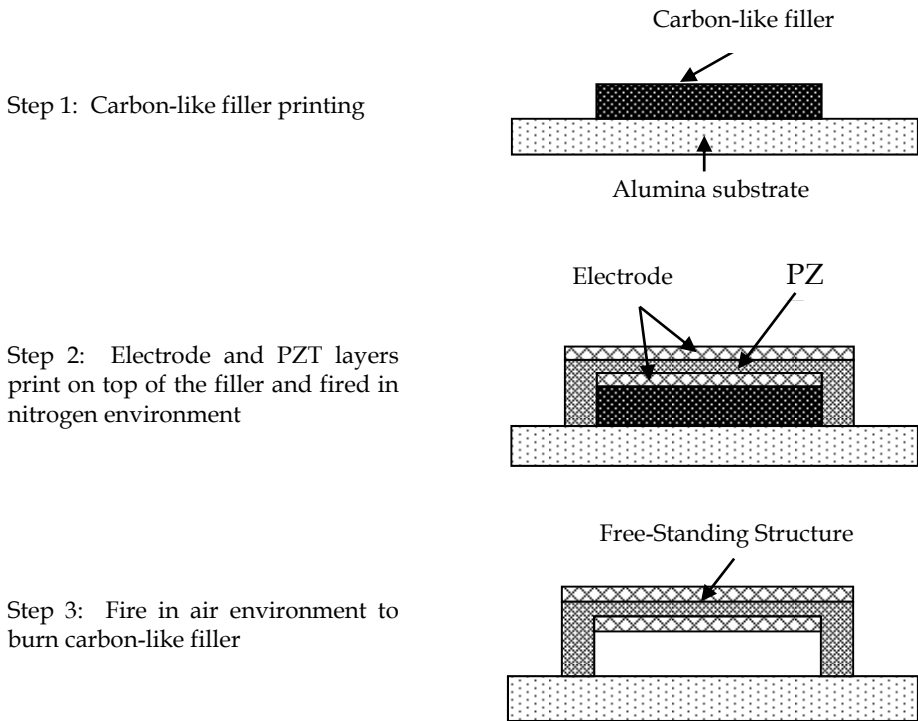 Carbon-like filler
Step 1: Carbon-like filler printing
Alumina substrate
Electrode
PZ
Step 2: Electrode and PZT layers
print on top of the filler and fired in
nitrogen environment
Free-Standing Structure
Step 3: Fire in air environment to
burn carbon-like filler